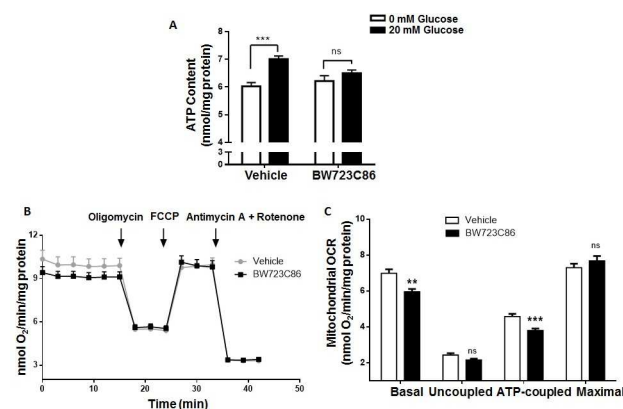 A
0 mM Glucose
20 mM Glucose
ATP Content
(nmol/mg protein)
8
7
6
5
4
3
0
***
ns
Vehicle
BW723C86
B
Oligomycin
FCCP
Antimycin A + Rotenone
nmol O2/min/mg protein
12
9
6
3
Vehicle
BW723C86
0
10
20
30
40
50
Time (min)
C
Vehicle
BW723C86
Mitochondrial OCR
(nmol O2/min/mg protein)
10
8
6
4
2
**
ns
***
ns
Basal
Uncoupled
ATP-coupled
Maximal